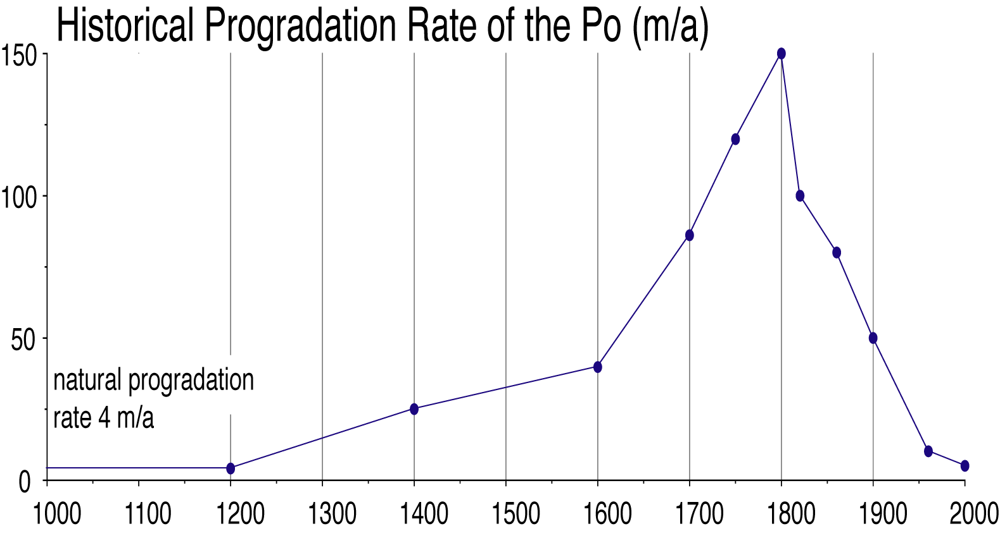 Historical Progradation Rate of the Po (m/a)
150
100
50
natural progradation
rate 4 m/a
0
1000 1100 1200 1300 1400 1500 1600 1700 1800 1900 2000